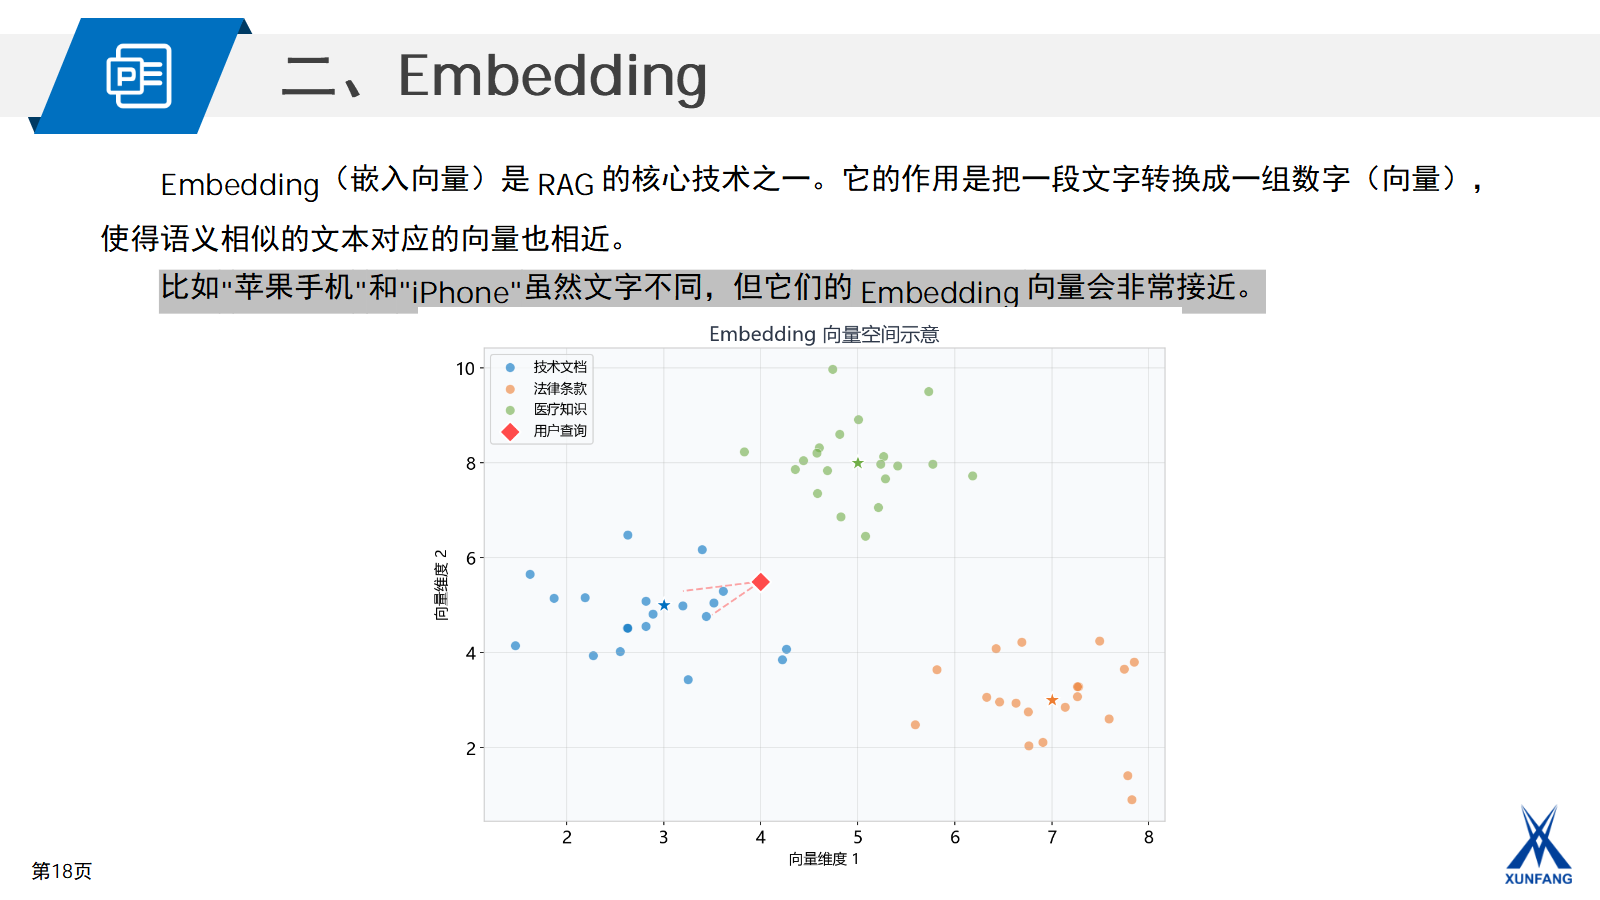 二、Embedding
Embedding（嵌入向量）是 RAG 的核心技术之一。它的作用是把一段文字转换成一组数字（向量），
使得语义相似的文本对应的向量也相近。
比如"苹果手机"和"iPhone"虽然文字不同，但它们的 Embedding 向量会非常接近。
Embedding 向量空间示意
技术文档
法律条款
医疗知识
用户查询
10
8
6
4
2
向量维度 2
2 3 4 5 6 7 8
向量维度 1
第18页
XUNFANG